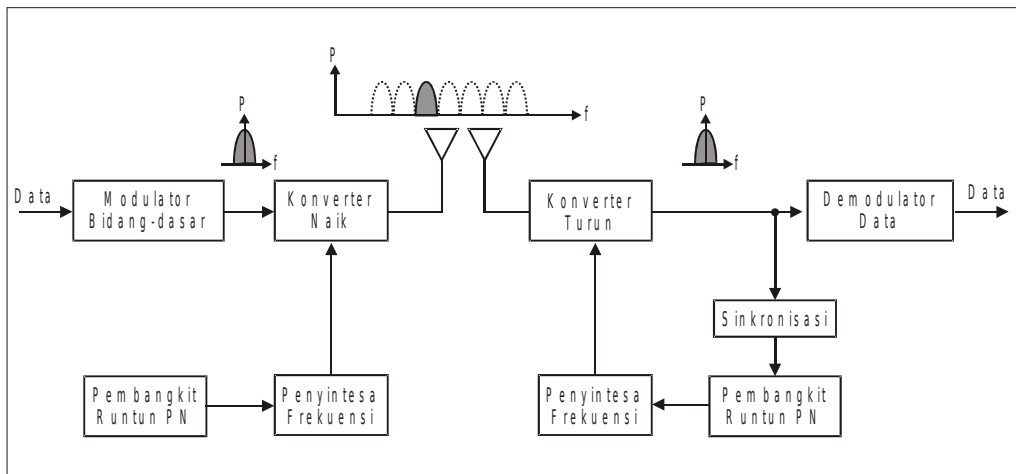 P
f
P
f
P
f
Data
Modulator
Bidang-dasar
Konverter
Naik
Konverter
Turun
Demodulator
Data
Data
Sinkronisasi
Pembangkit
Runtun PN
Penyintesa
Frekuensi
Penyintesa
Frekuensi
Pembangkit
Runtun PN